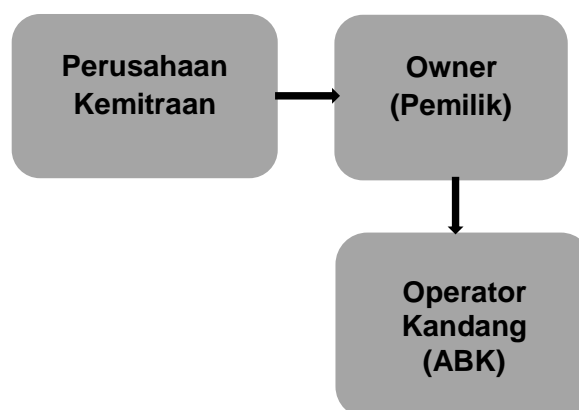 Perusahaan
Kemitraan
Owner
(Pemilik)
Operator
Kandang
(ABK)